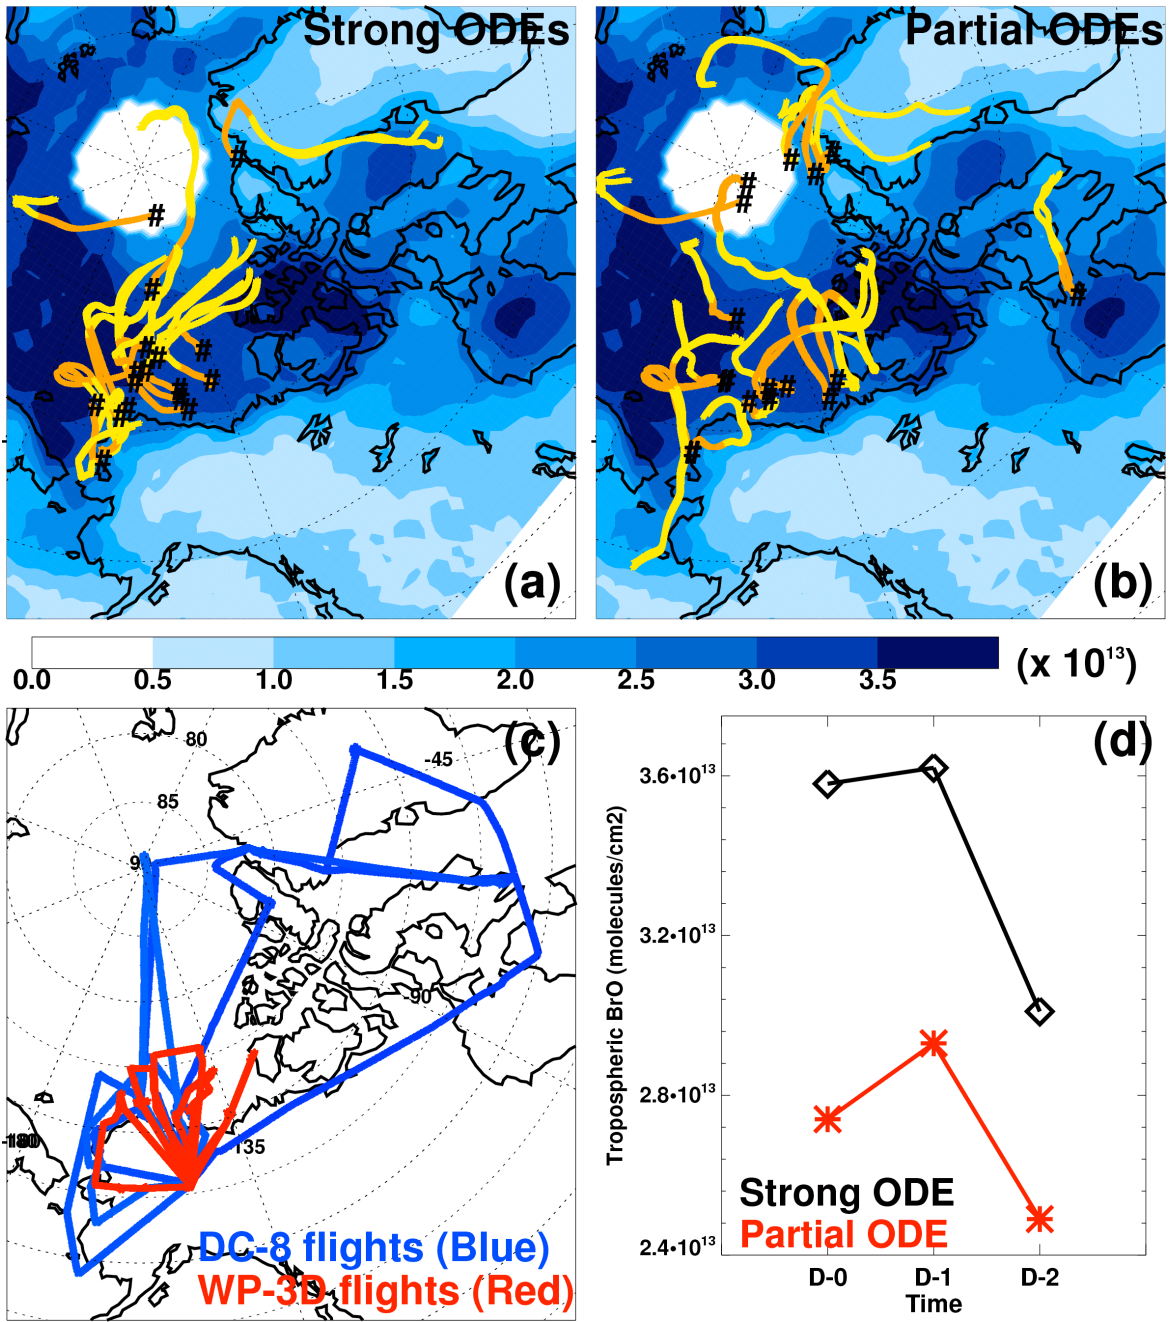 Strong ODEs
Partial ODEs
# # # # # # # # # # # # # # # # # #
(a)
(b)
0.0 0.5 1.0 1.5 2.0 2.5 3.0 3.5
(x 10¹³)
(c)
80
-45
85
-90
-180
135
DC-8 flights (Blue)
WP-3D flights (Red)
(d)
3.6•10¹³
3.2•10¹³
2.8•10¹³
2.4•10¹³
Tropospheric BrO (molecules/cm2)
Strong ODE
Partial ODE
D-0 D-1 D-2
Time